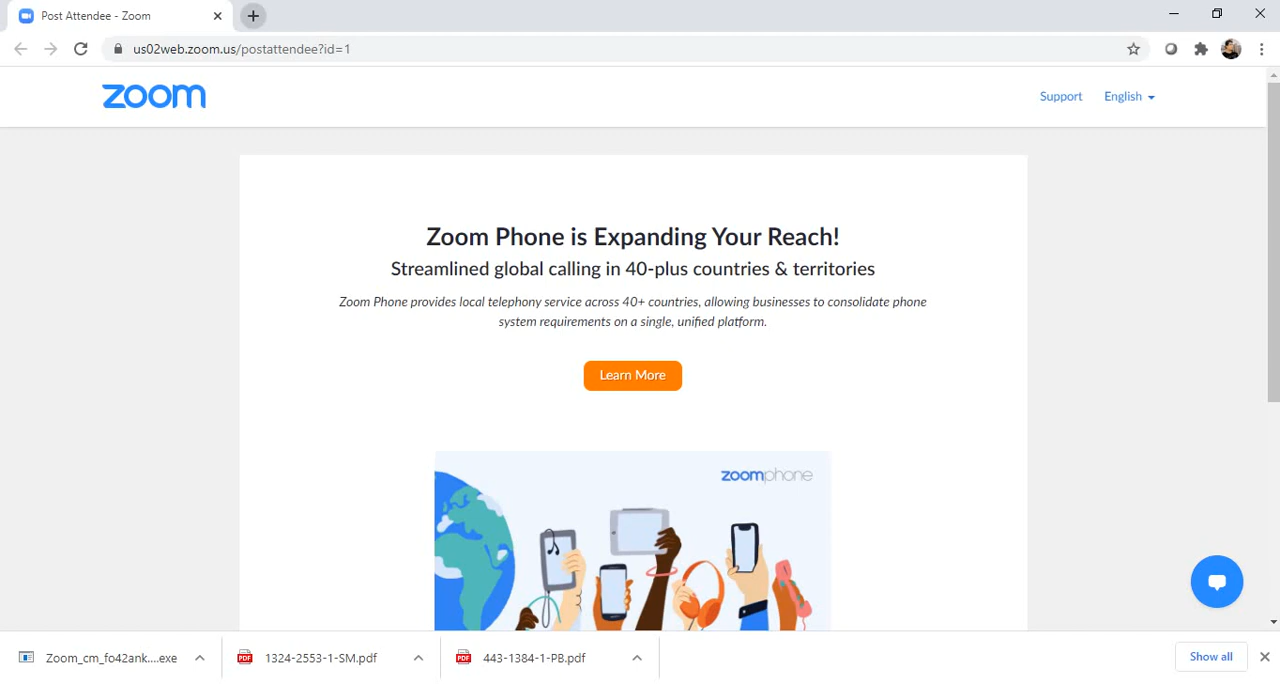 Post Attendee - Zoom
us02web.zoom.us/postattendee?id=1
zoom
Support
English
Zoom Phone is Expanding Your Reach!
Streamlined global calling in 40-plus countries & territories
Zoom Phone provides local telephony service across 40+ countries, allowing businesses to consolidate phone
system requirements on a single, unified platform.
Learn More
zoomphone
Zoom_cm_fo42ank....exe
PDF
1324-2553-1-SM.pdf
PDF
443-1384-1-PB.pdf
Show all